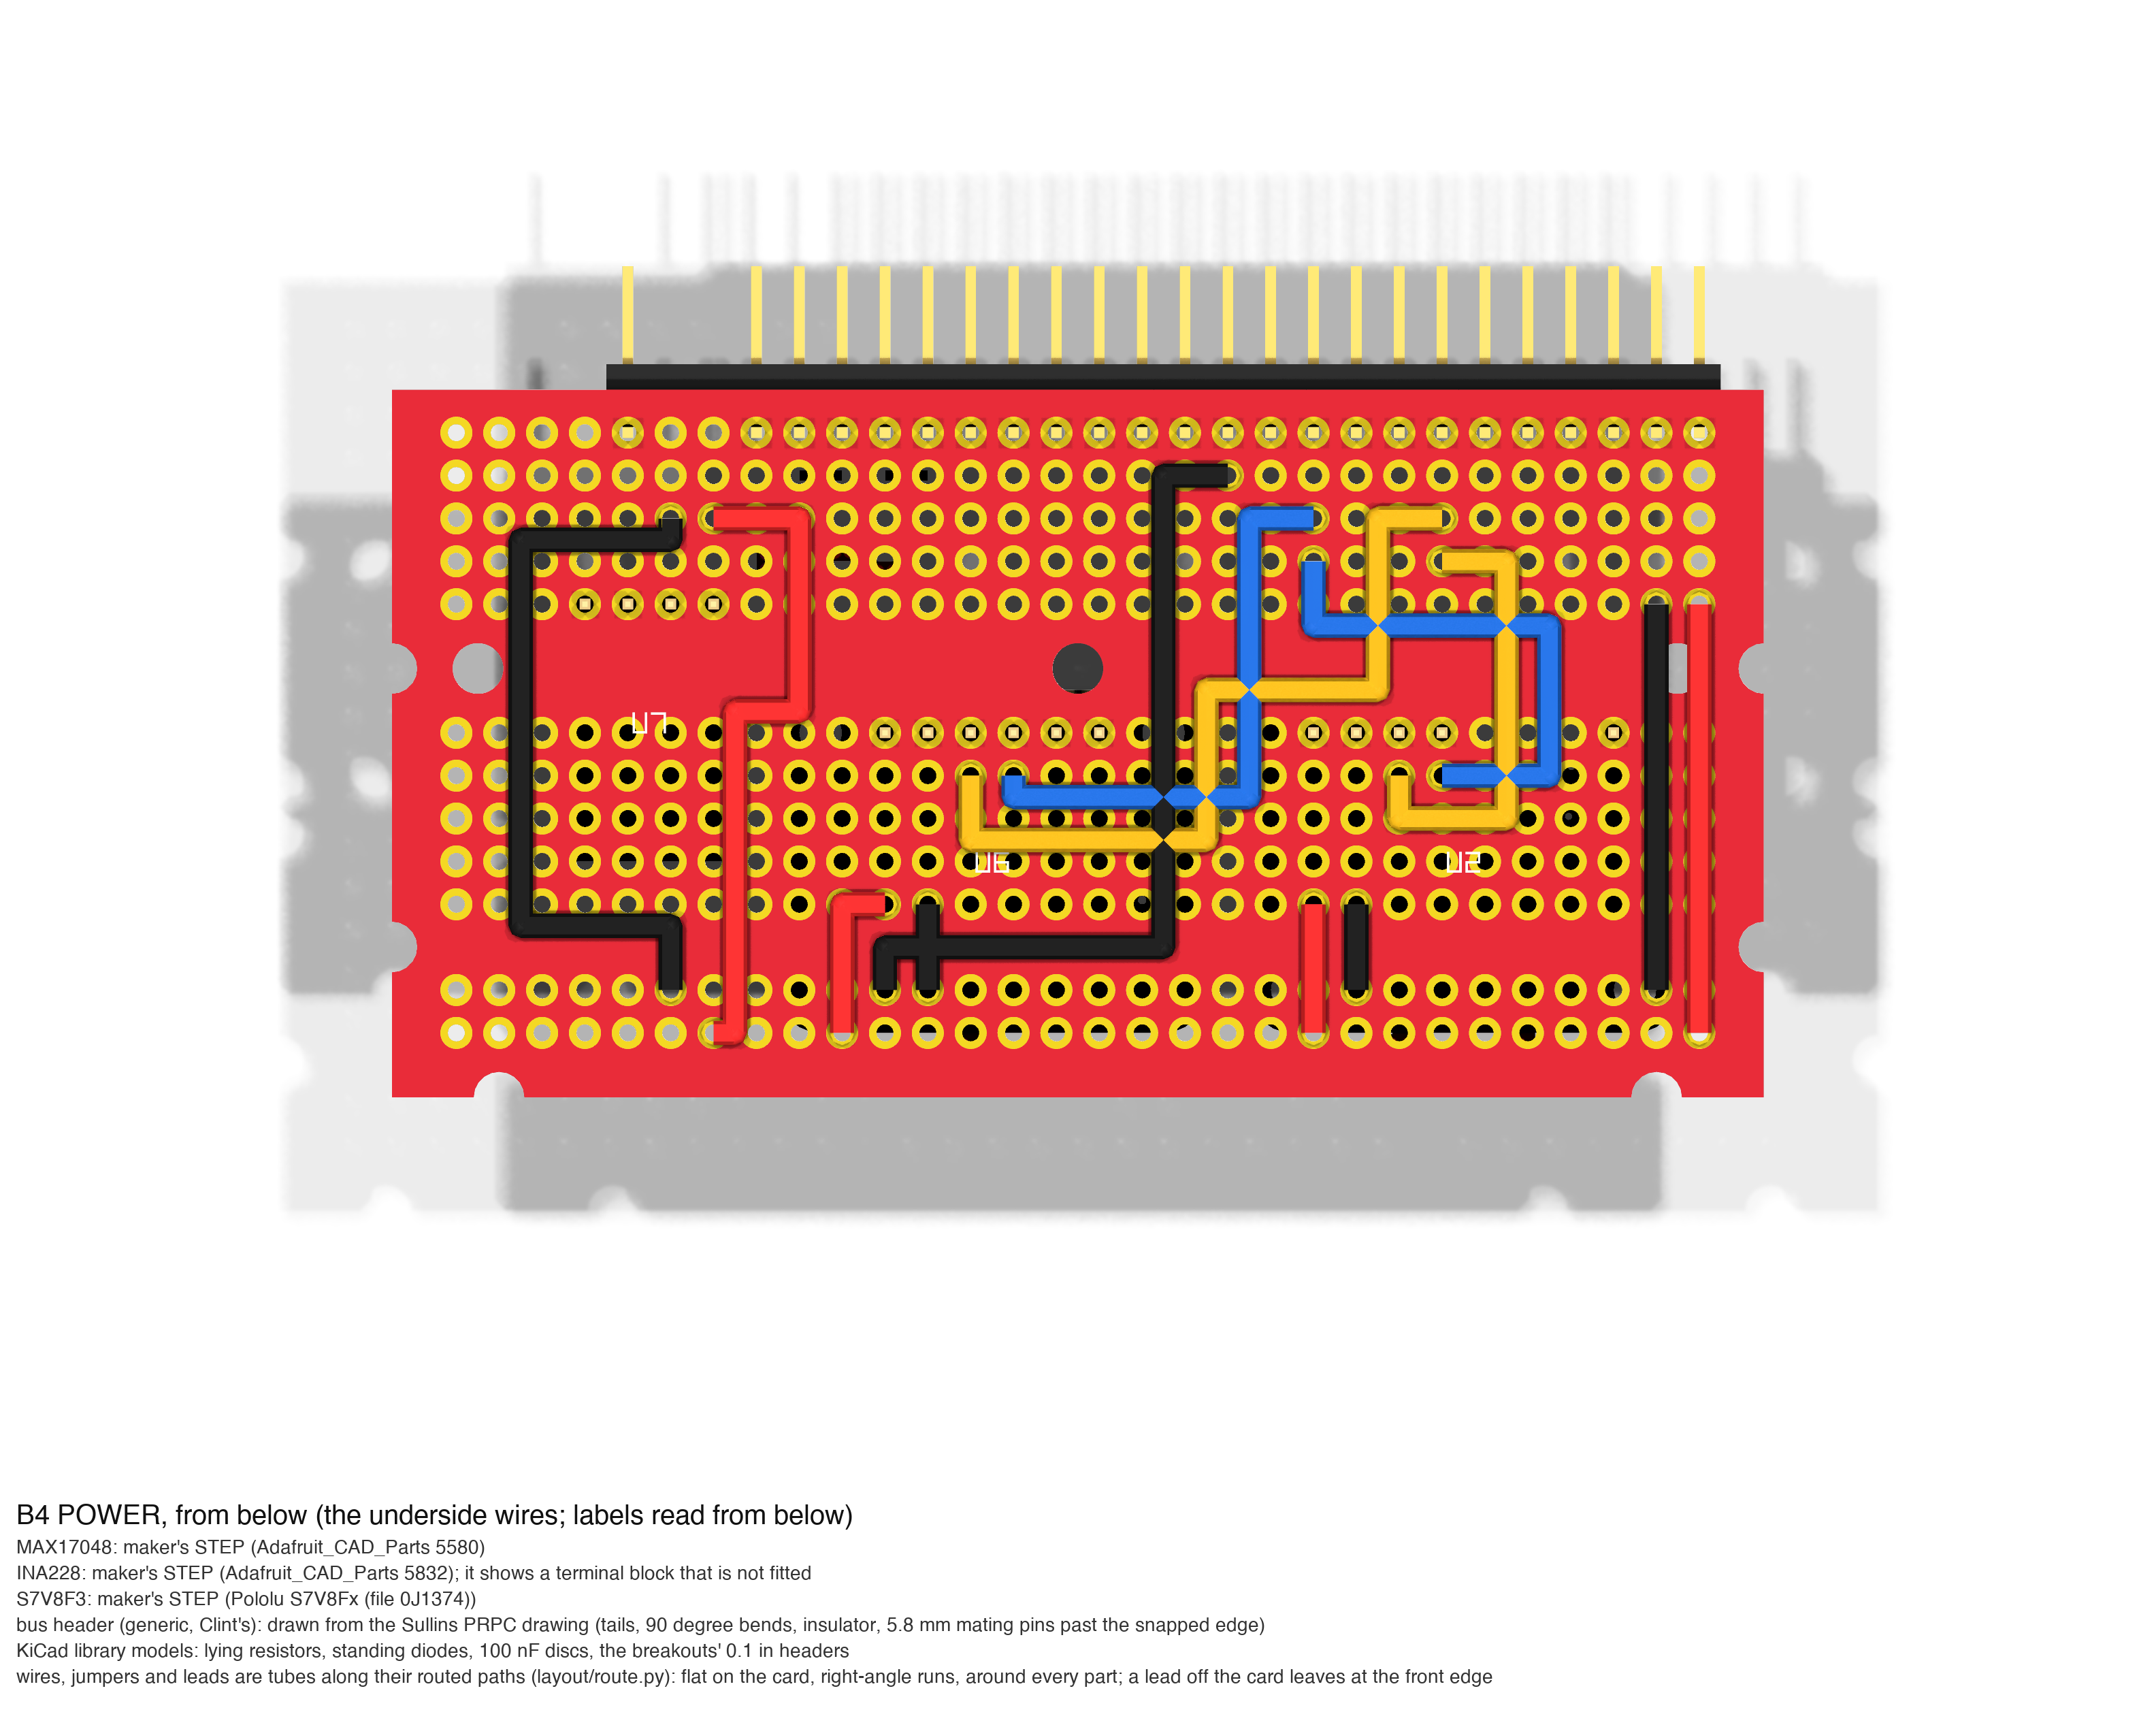 U7
U6
U2
B4 POWER, from below (the underside wires; labels read from below)
MAX17048: maker's STEP (Adafruit_CAD_Parts 5580)
INA228: maker's STEP (Adafruit_CAD_Parts 5832); it shows a terminal block that is not fitted
S7V8F3: maker's STEP (Pololu S7V8Fx (file 0J1374))
bus header (generic, Clint's): drawn from the Sullins PRPC drawing (tails, 90 degree bends, insulator, 5.8 mm mating pins past the snapped edge)
KiCad library models: lying resistors, standing diodes, 100 nF discs, the breakouts' 0.1 in headers
wires, jumpers and leads are tubes along their routed paths (layout/route.py): flat on the card, right-angle runs, around every part; a lead off the card leaves at the front edge